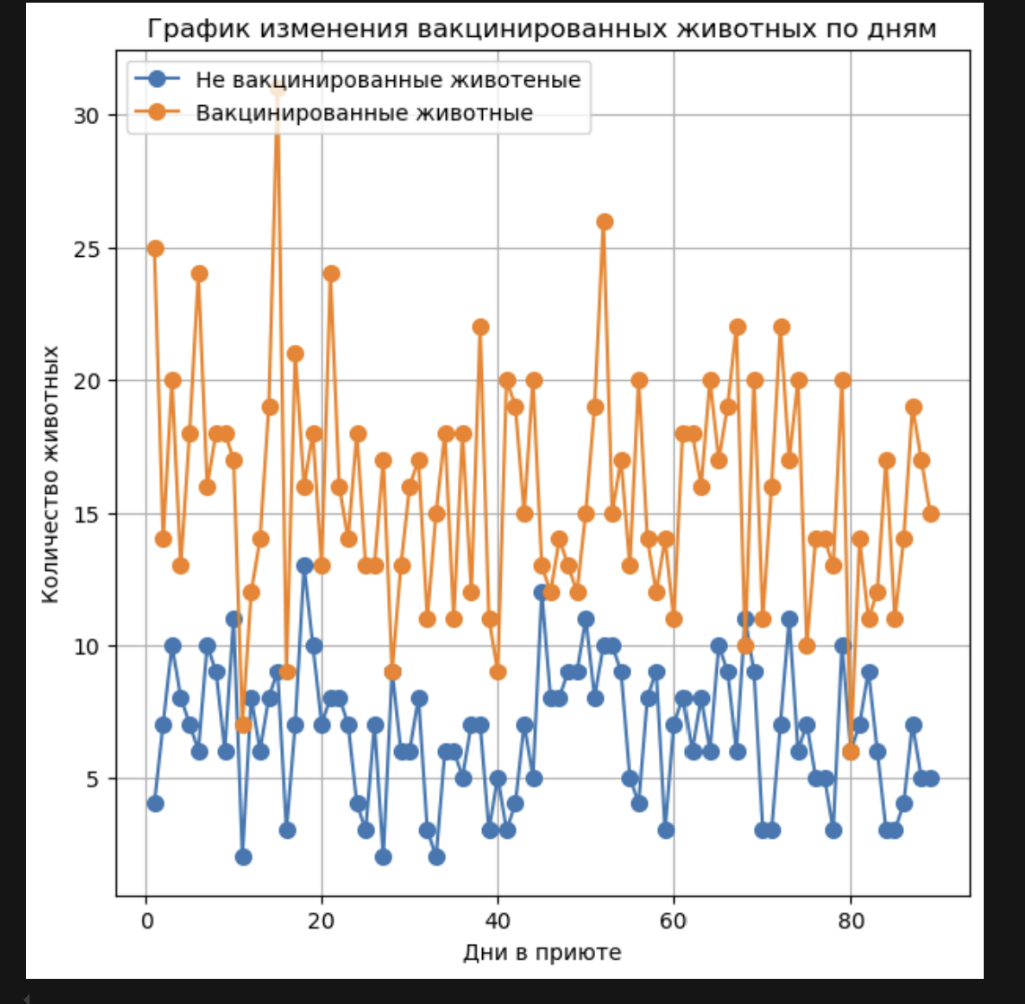 График изменения вакцинированных животных по дням
Не вакцинированные животеные
Вакцинированные животные
30
25
20
15
10
5
Количество животных
0 20 40 60 80
Дни в приюте